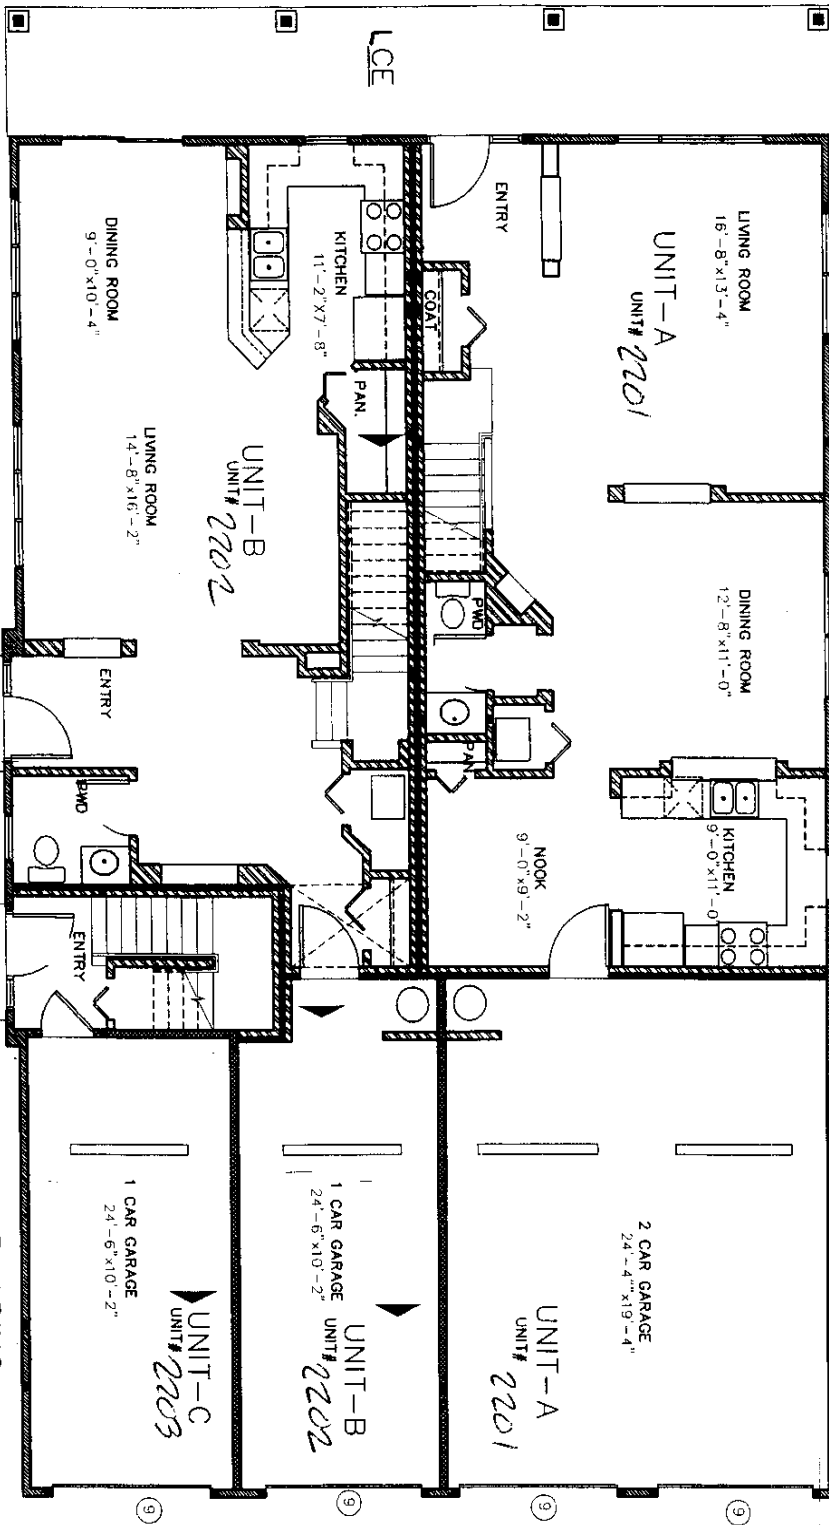 LCE
LIVING ROOM
16'-8"x13'-4"
UNIT-A
UNIT# 2201
ENTRY
COAT
DINING ROOM
12'-8"x11'-0"
PWD
PAN.
KITCHEN
9'-0"x11'-0"
NOOK
9'-0"x9'-2"
2 CAR GARAGE
24'-4""x19'-4"
UNIT-A
UNIT# 2201
KITCHEN
11'-2"X7'-8"
PAN.
DINING ROOM
9'-0"x10'-4"
LIVING ROOM
14'-8"x16'-2"
UNIT-B
UNIT# 2202
ENTRY
PWD
ENTRY
1 CAR GARAGE
24'-6"x10'-2"
UNIT-B
UNIT# 2202
1 CAR GARAGE
24'-6"x10'-2"
UNIT-C
UNIT# 2203
9
9
9
9